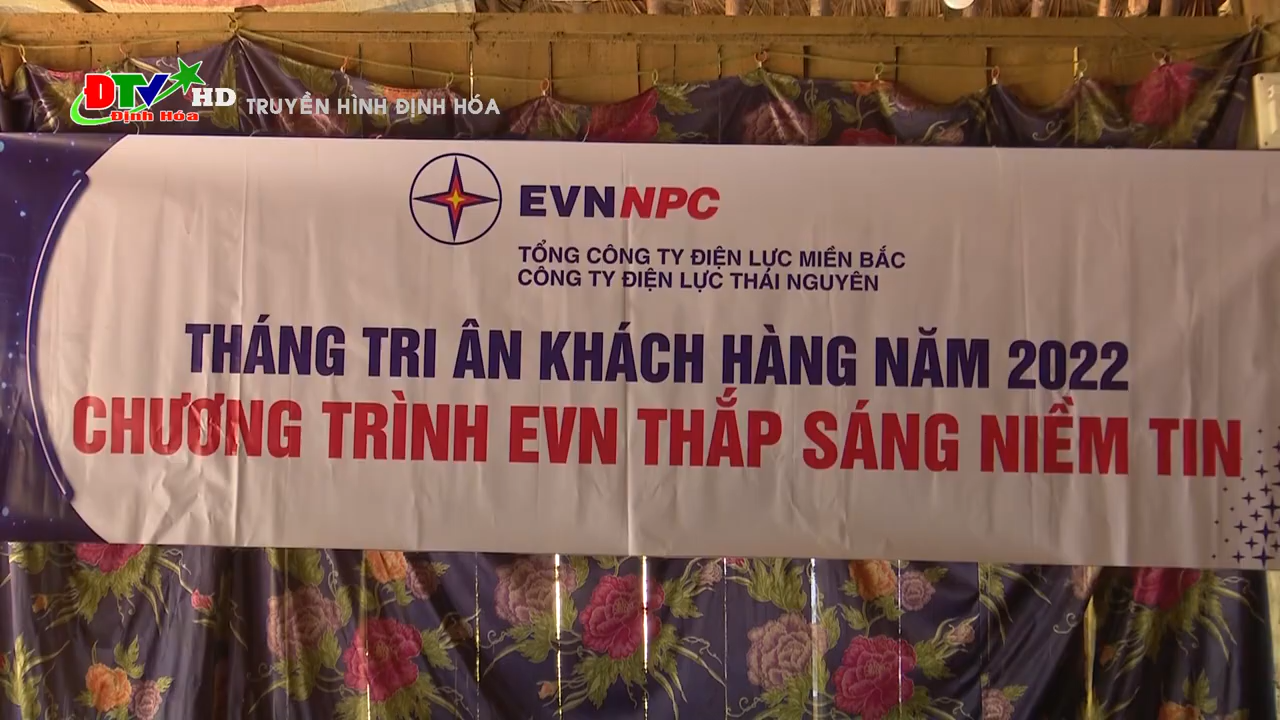 DTV HD
Định Hóa
TRUYỀN HÌNH ĐỊNH HÓA
EVNNPC
TỔNG CÔNG TY ĐIỆN LỰC MIỀN BẮC
CÔNG TY ĐIỆN LỰC THÁI NGUYÊN
THÁNG TRI ÂN KHÁCH HÀNG NĂM 2022
CHƯƠNG TRÌNH EVN THẮP SÁNG NIỀM TIN